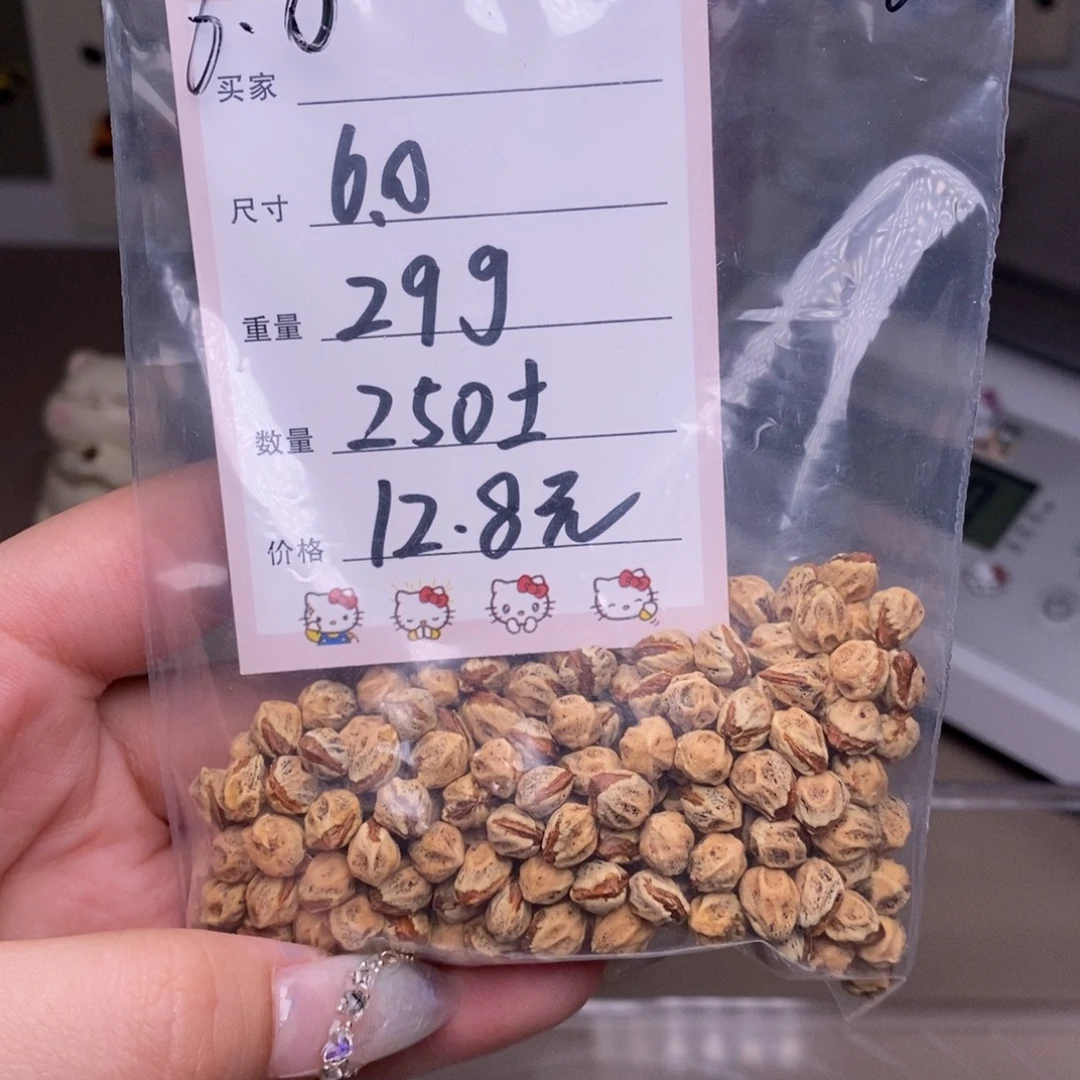 买家
尺寸 6.0
重量 29g
数量 250±
价格 12.8元